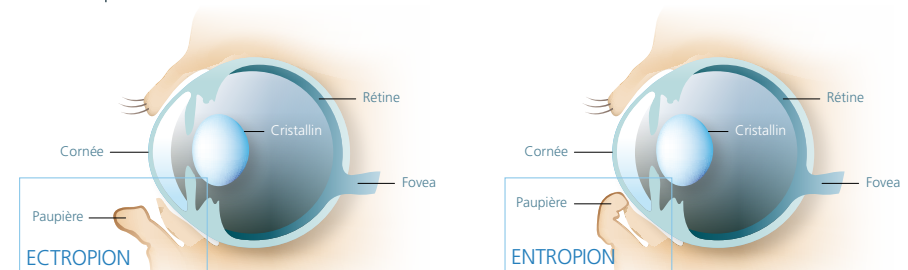 Rétine
Cristallin
Cornée
Fovea
Paupière
ECTROPION
Rétine
Cristallin
Cornée
Fovea
Paupière
ENTROPION